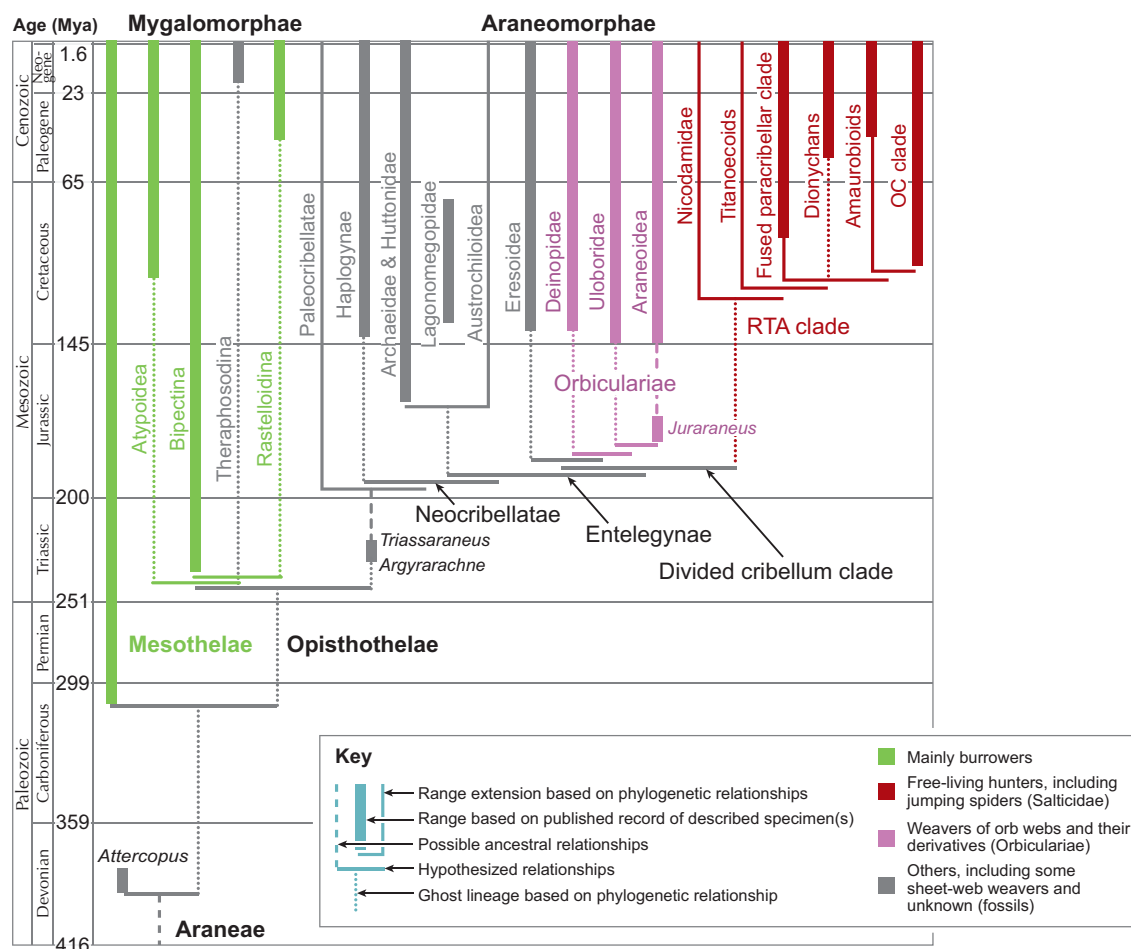 Age (Mya)
Mygalomorphae
Araneomorphae
Cenozoic
Neo-
gene
Paleogene
Mesozoic
Cretaceous
Jurassic
Triassic
Paleozoic
Permian
Carboniferous
Devonian
1.6
23
65
145
200
251
299
359
416
Atypoidea
Bipectina
Theraphosodina
Rastelloidina
Paleocribellatae
Haplogynae
Archaeidae & Huttonidae
Lagonomegopidae
Austrochiloidea
Eresoidea
Deinopidae
Uloboridae
Araneoidea
Nicodamidae
Titanoecoids
Fused paracribellar clade
Dionychans
Amaurobioids
OC clade
RTA clade
Orbiculariae
Juraraneus
Neocribellatae
Entelegynae
Divided cribellum clade
Triassaraneus
Argyrarachne
Mesothelae
Opisthothelae
Attercopus
Araneae
Key
Range extension based on phylogenetic relationships
Range based on published record of described specimen(s)
Possible ancestral relationships
Hypothesized relationships
Ghost lineage based on phylogenetic relationship
Mainly burrowers
Free-living hunters, including
jumping spiders (Salticidae)
Weavers of orb webs and their
derivatives (Orbiculariae)
Others, including some
sheet-web weavers and
unknown (fossils)